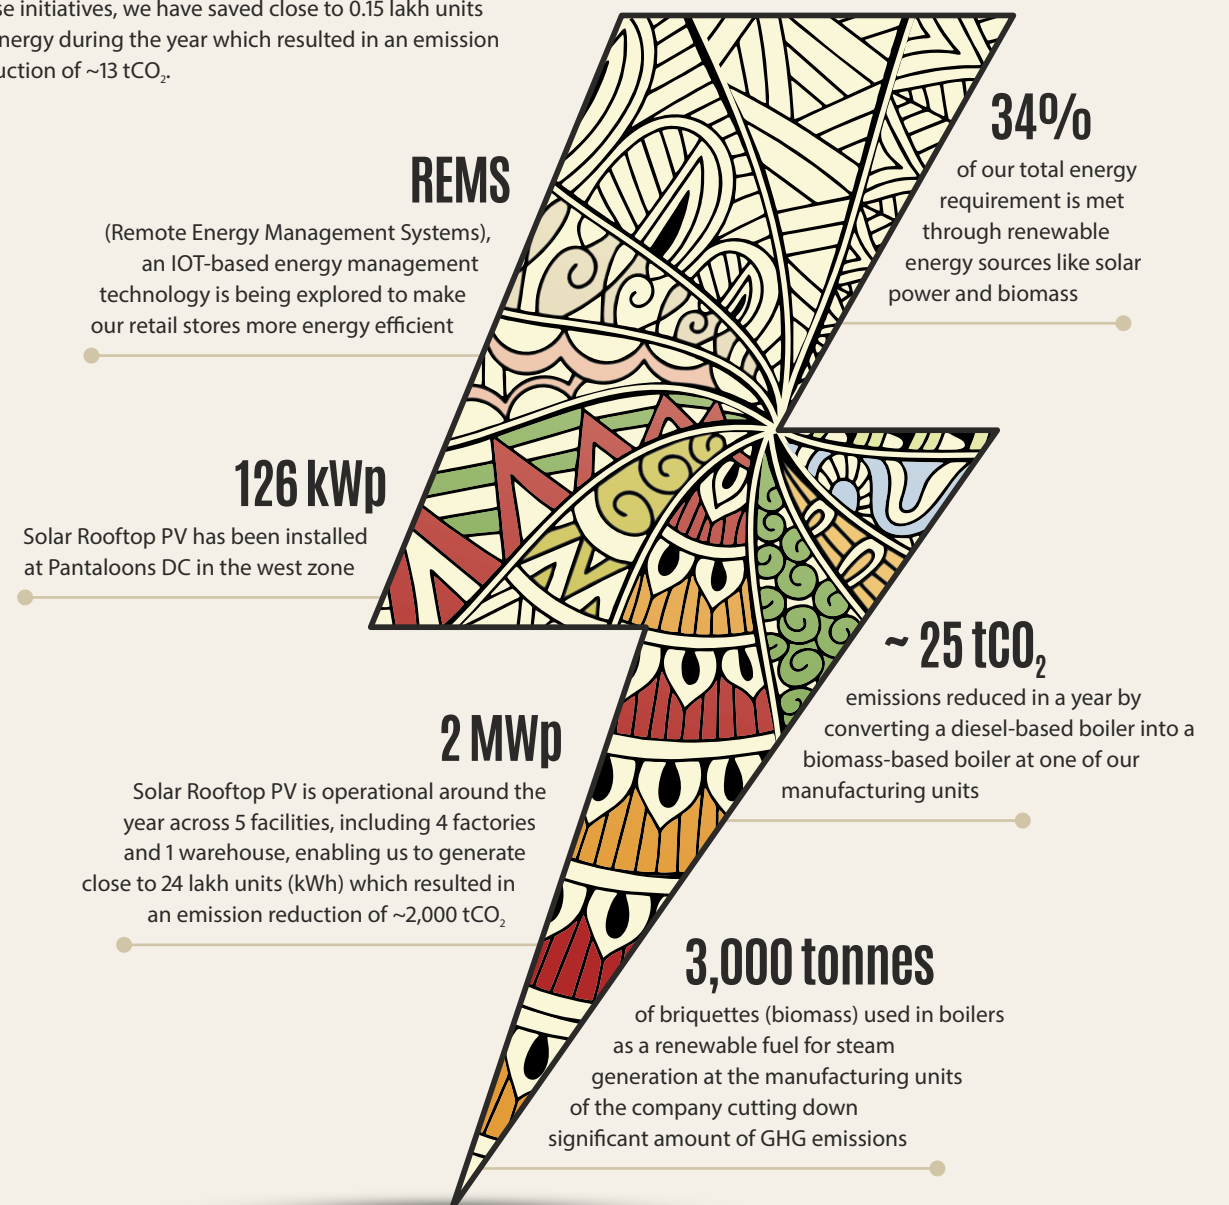 se initiatives, we have saved close to 0.15 lakh units
nergy during the year which resulted in an emission
uction of ~13 tCO₂.
REMS
(Remote Energy Management Systems),
an IOT-based energy management
technology is being explored to make
our retail stores more energy efficient
34%
of our total energy
requirement is met
through renewable
energy sources like solar
power and biomass
126 kWp
Solar Rooftop PV has been installed
at Pantaloons DC in the west zone
~ 25 tCO₂
emissions reduced in a year by
converting a diesel-based boiler into a
biomass-based boiler at one of our
manufacturing units
2 MWp
Solar Rooftop PV is operational around the
year across 5 facilities, including 4 factories
and 1 warehouse, enabling us to generate
close to 24 lakh units (kWh) which resulted in
an emission reduction of ~2,000 tCO₂
3,000 tonnes
of briquettes (biomass) used in boilers
as a renewable fuel for steam
generation at the manufacturing units
of the company cutting down
significant amount of GHG emissions